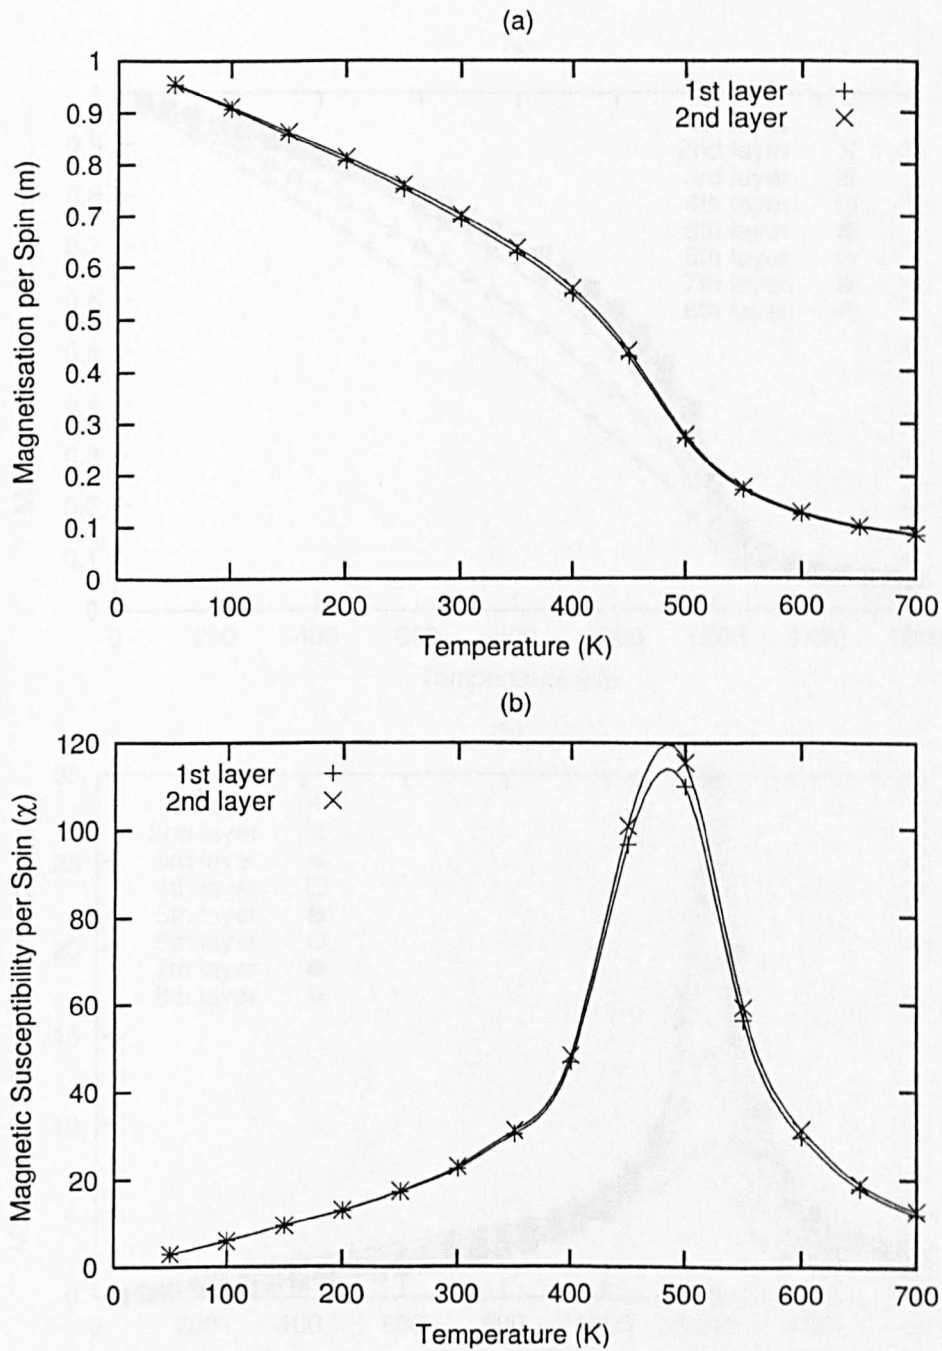 (a)
1
0.9
0.8
0.7
0.6
0.5
0.4
0.3
0.2
0.1
0
Magnetisation per Spin (m)
1st layer
2nd layer
0 100 200 300 400 500 600 700
Temperature (K)
(b)
120
100
80
60
40
20
0
Magnetic Susceptibility per Spin (χ)
1st layer
2nd layer
0 100 200 300 400 500 600 700
Temperature (K)